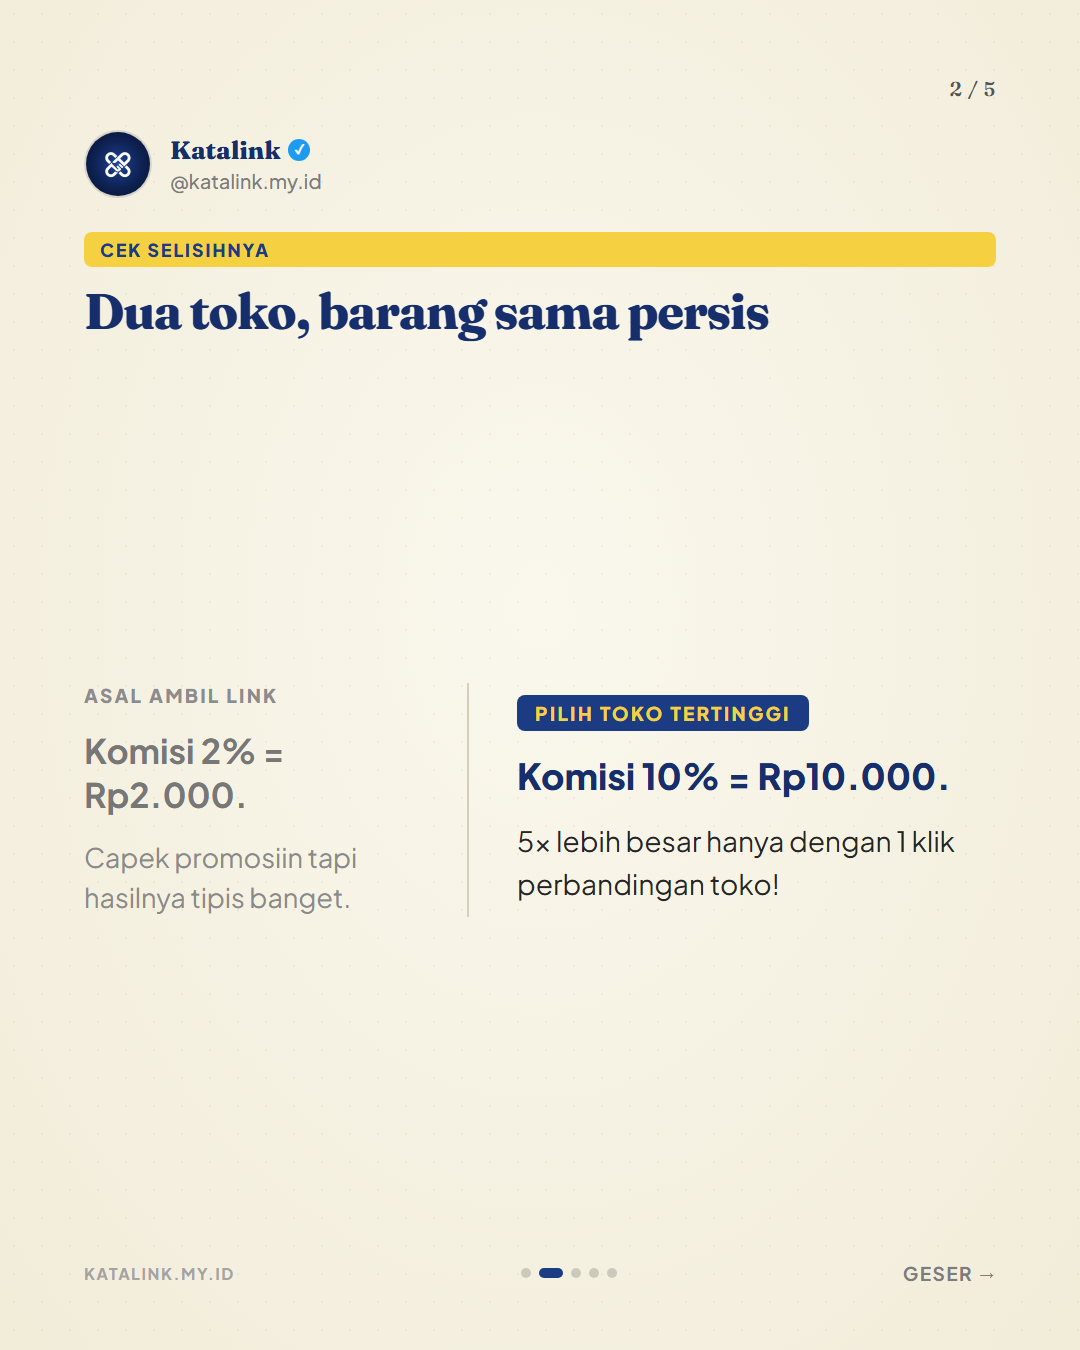 2 / 5
Katalink
@katalink.my.id
CEK SELISIHNYA
Dua toko, barang sama persis
ASAL AMBIL LINK
Komisi 2% =
Rp2.000.
Capek promosiin tapi
hasilnya tipis banget.
PILIH TOKO TERTINGGI
Komisi 10% = Rp10.000.
5× lebih besar hanya dengan 1 klik
perbandingan toko!
KATALINK.MY.ID
GESER →